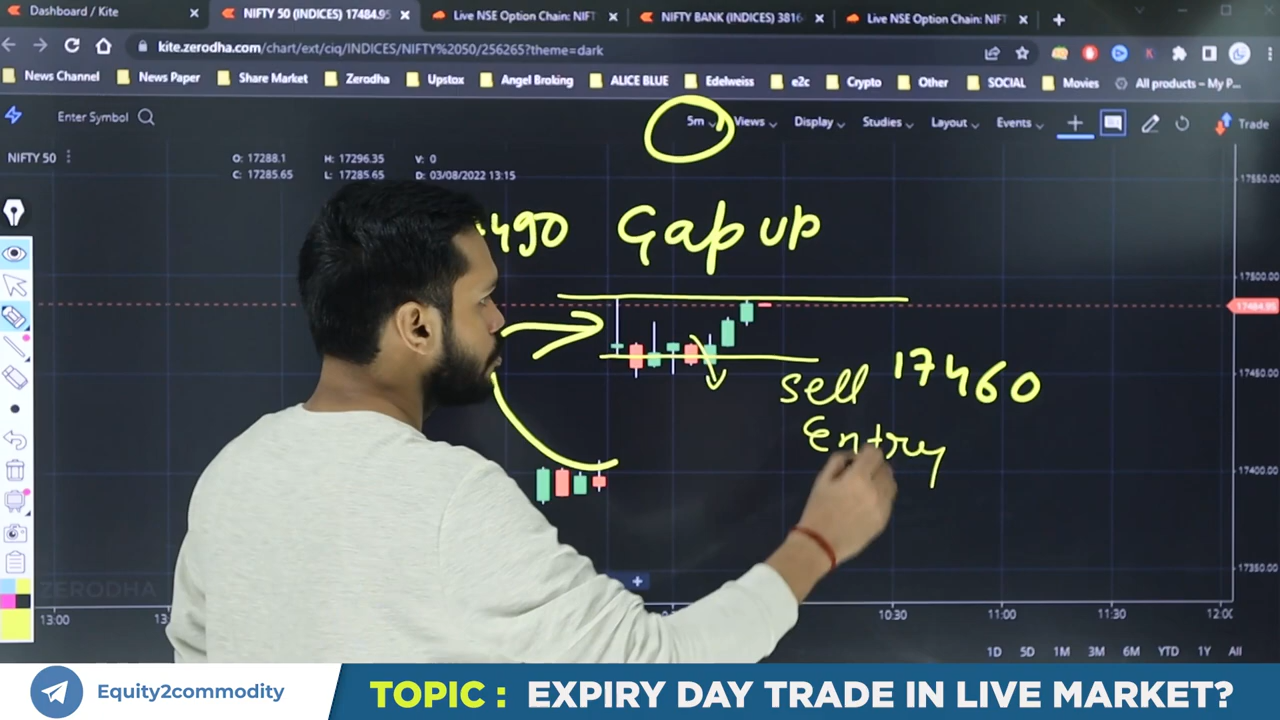 Dashboard / Kite
NIFTY 50 (INDICES) 17484.95
Live NSE Option Chain: NIFT
NIFTY BANK (INDICES) 3816
Live NSE Option Chain: NIFT
kite.zerodha.com/chart/ext/ciq/INDICES/NIFTY%2050/256265?theme=dark
News Channel
News Paper
Share Market
Zerodha
Upstox
Angel Broking
ALICE BLUE
Edelweiss
e2c
Crypto
Other
SOCIAL
Movies
All products – My P...
Enter Symbol
5m
Views
Display
Studies
Layout
Events
Trade
NIFTY 50
O: 17288.1 H: 17296.35 V: 0
C: 17285.65 L: 17285.65 D: 03/08/2022 13:15
17550.00
490 Gap up
17500.00
17484.95
17450.00
Sell 17460
Entry
17400.00
17350.00
ZERODHA
13:00
10:30
11:00
11:30
12:00
1D 5D 1M 3M 6M YTD 1Y All
Equity2commodity
TOPIC : EXPIRY DAY TRADE IN LIVE MARKET?